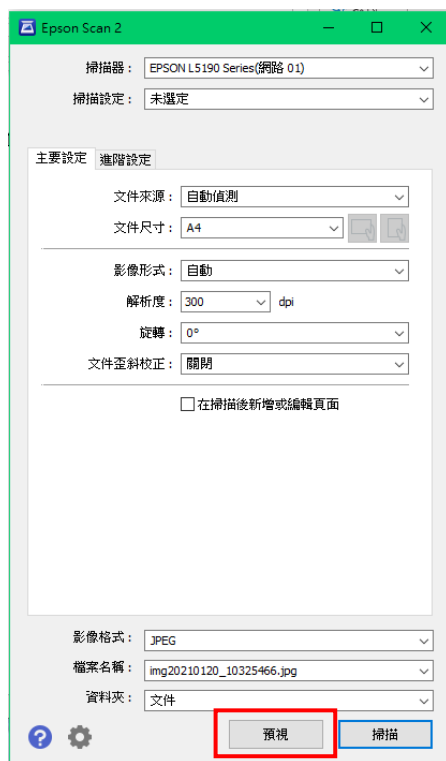 Epson Scan 2
掃描器： EPSON L5190 Series(網路 01)
掃描設定： 未選定
主要設定 進階設定
文件來源： 自動偵測
文件尺寸： A4
影像形式： 自動
解析度： 300 dpi
旋轉： 0°
文件歪斜校正： 關閉
在掃描後新增或編輯頁面
影像格式： JPEG
檔案名稱： img20210120_10325466.jpg
資料夾： 文件
? 預視 掃描